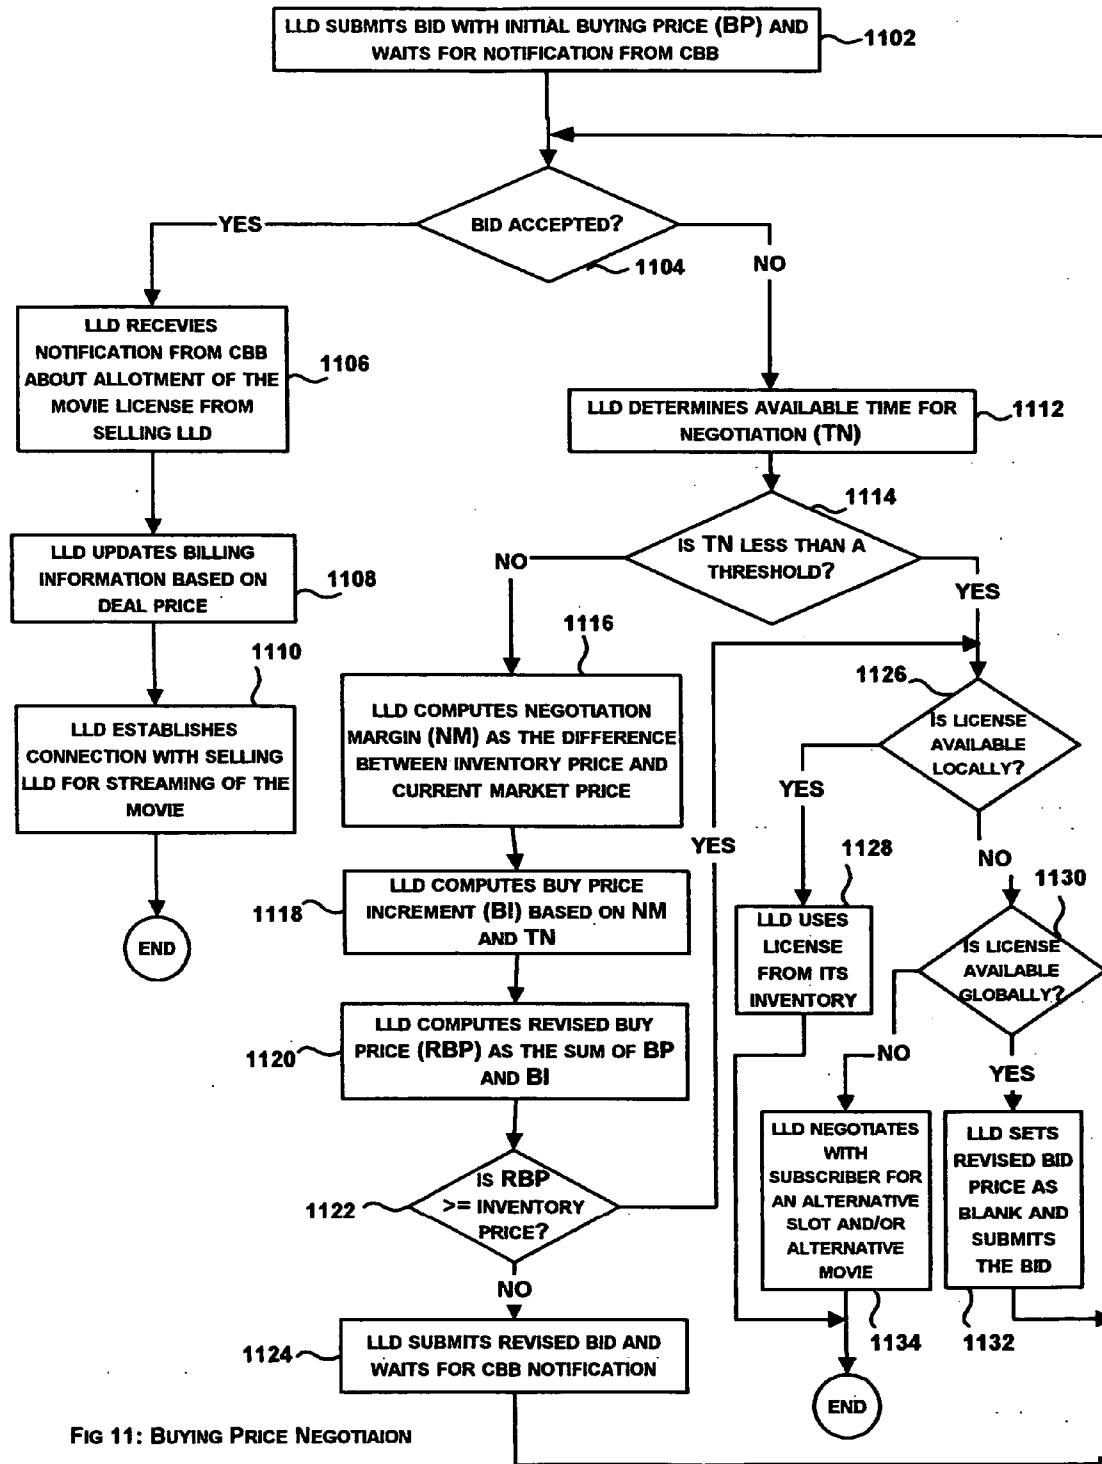 LLD SUBMITS BID WITH INITIAL BUYING PRICE (BP) AND
WAITS FOR NOTIFICATION FROM CBB
1102
BID ACCEPTED?
1104
YES
NO
LLD RECEVIES
NOTIFICATION FROM CBB
ABOUT ALLOTMENT OF THE
MOVIE LICENSE FROM
SELLING LLD
1106
LLD DETERMINES AVAILABLE TIME FOR
NEGOTIATION (TN)
1112
LLD UPDATES BILLING
INFORMATION BASED ON
DEAL PRICE
1108
IS TN LESS THAN A
THRESHOLD?
1114
NO
YES
LLD ESTABLISHES
CONNECTION WITH SELLING
LLD FOR STREAMING OF THE
MOVIE
1110
END
LLD COMPUTES NEGOTIATION
MARGIN (NM) AS THE DIFFERENCE
BETWEEN INVENTORY PRICE AND
CURRENT MARKET PRICE
1116
LLD COMPUTES BUY PRICE
INCREMENT (BI) BASED ON NM
AND TN
1118
LLD COMPUTES REVISED BUY
PRICE (RBP) AS THE SUM OF BP
AND BI
1120
IS RBP
>= INVENTORY
PRICE?
1122
YES
NO
LLD SUBMITS REVISED BID AND
WAITS FOR CBB NOTIFICATION
1124
IS LICENSE
AVAILABLE
LOCALLY?
1126
YES
NO
LLD USES
LICENSE
FROM ITS
INVENTORY
1128
IS LICENSE
AVAILABLE
GLOBALLY?
1130
NO
YES
LLD NEGOTIATES
WITH
SUBSCRIBER FOR
AN ALTERNATIVE
SLOT AND/OR
ALTERNATIVE
MOVIE
1134
LLD SETS
REVISED BID
PRICE AS
BLANK AND
SUBMITS
THE BID
1132
END
FIG 11: BUYING PRICE NEGOTIAION